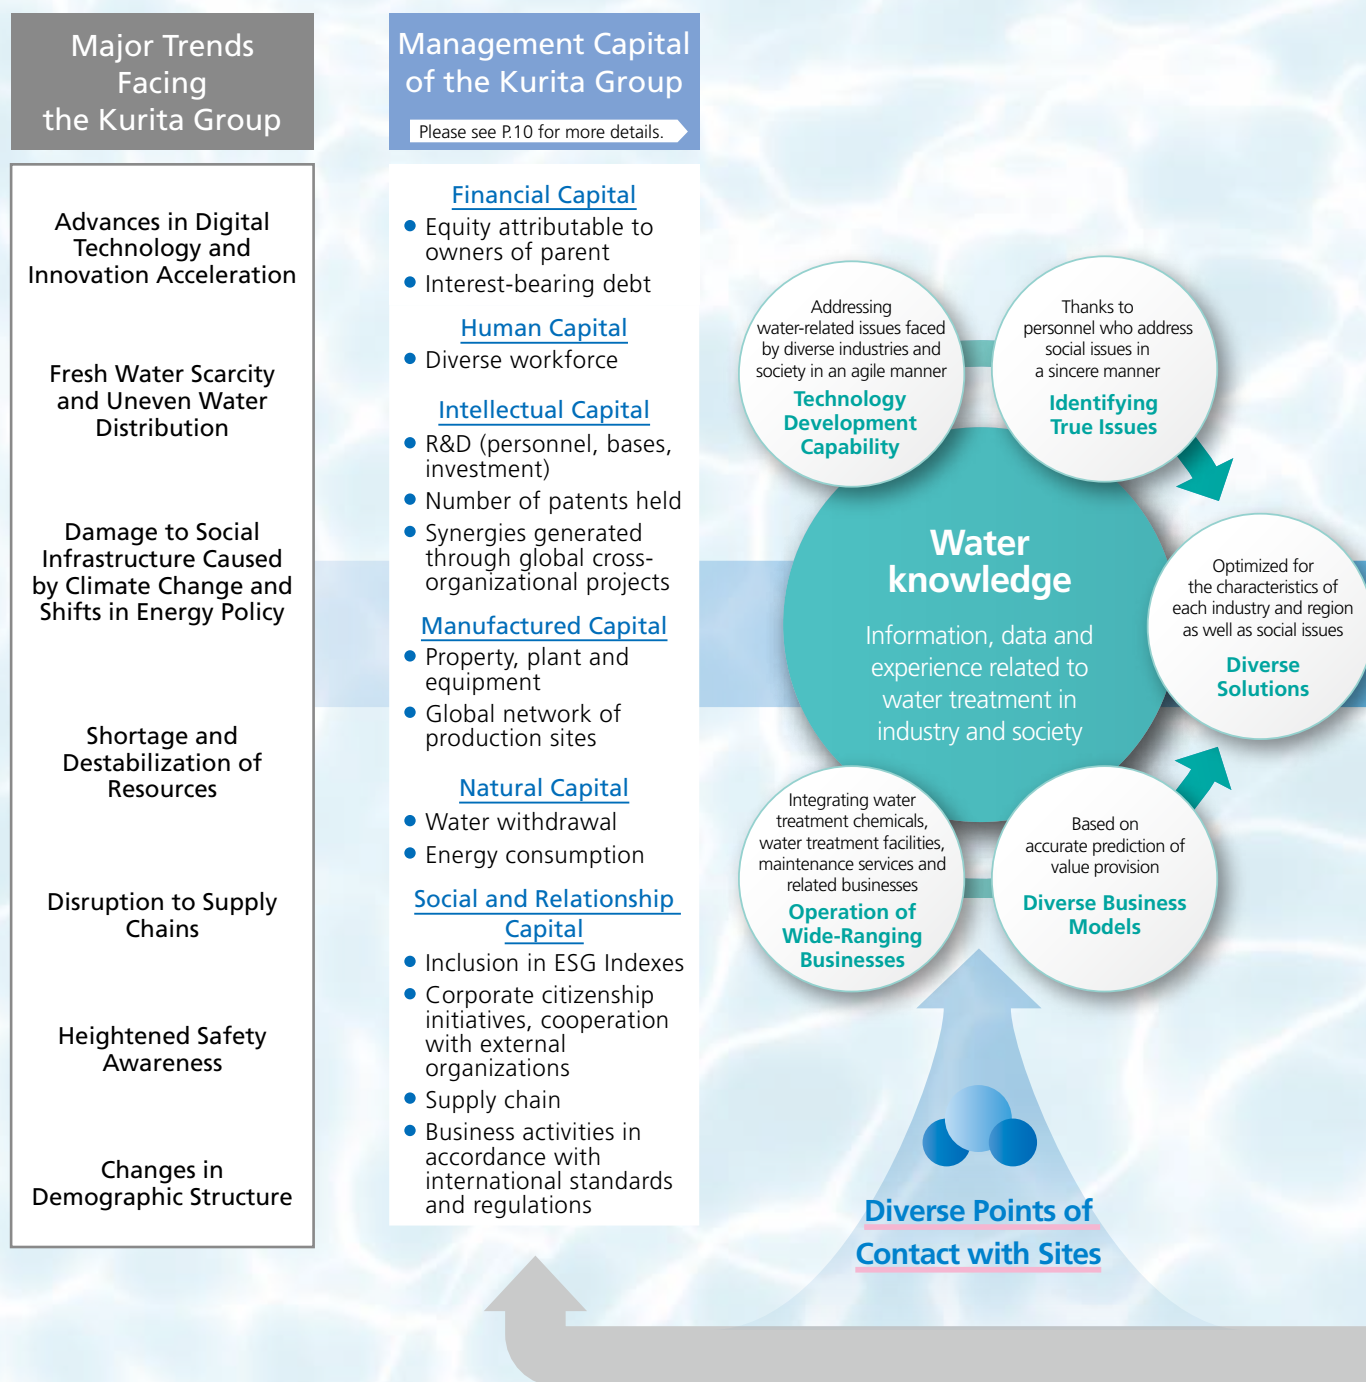 Major Trends
Facing
the Kurita Group
Advances in Digital
Technology and
Innovation Acceleration
Fresh Water Scarcity
and Uneven Water
Distribution
Damage to Social
Infrastructure Caused
by Climate Change and
Shifts in Energy Policy
Shortage and
Destabilization of
Resources
Disruption to Supply
Chains
Heightened Safety
Awareness
Changes in
Demographic Structure
Management Capital
of the Kurita Group
Please see P.10 for more details.
Financial Capital
• Equity attributable to
owners of parent
• Interest-bearing debt
Human Capital
• Diverse workforce
Intellectual Capital
• R&D (personnel, bases,
investment)
• Number of patents held
• Synergies generated
through global cross-
organizational projects
Manufactured Capital
• Property, plant and
equipment
• Global network of
production sites
Natural Capital
• Water withdrawal
• Energy consumption
Social and Relationship
Capital
• Inclusion in ESG Indexes
• Corporate citizenship
initiatives, cooperation
with external
organizations
• Supply chain
• Business activities in
accordance with
international standards
and regulations
Addressing
water-related issues faced
by diverse industries and
society in an agile manner
Technology
Development
Capability
Thanks to
personnel who address
social issues in
a sincere manner
Identifying
True Issues
Water
knowledge
Information, data and
experience related to
water treatment in
industry and society
Optimized for
the characteristics of
each industry and region
as well as social issues
Diverse
Solutions
Integrating water
treatment chemicals,
water treatment facilities,
maintenance services and
related businesses
Operation of
Wide-Ranging
Businesses
Based on
accurate prediction of
value provision
Diverse Business
Models
Diverse Points of
Contact with Sites